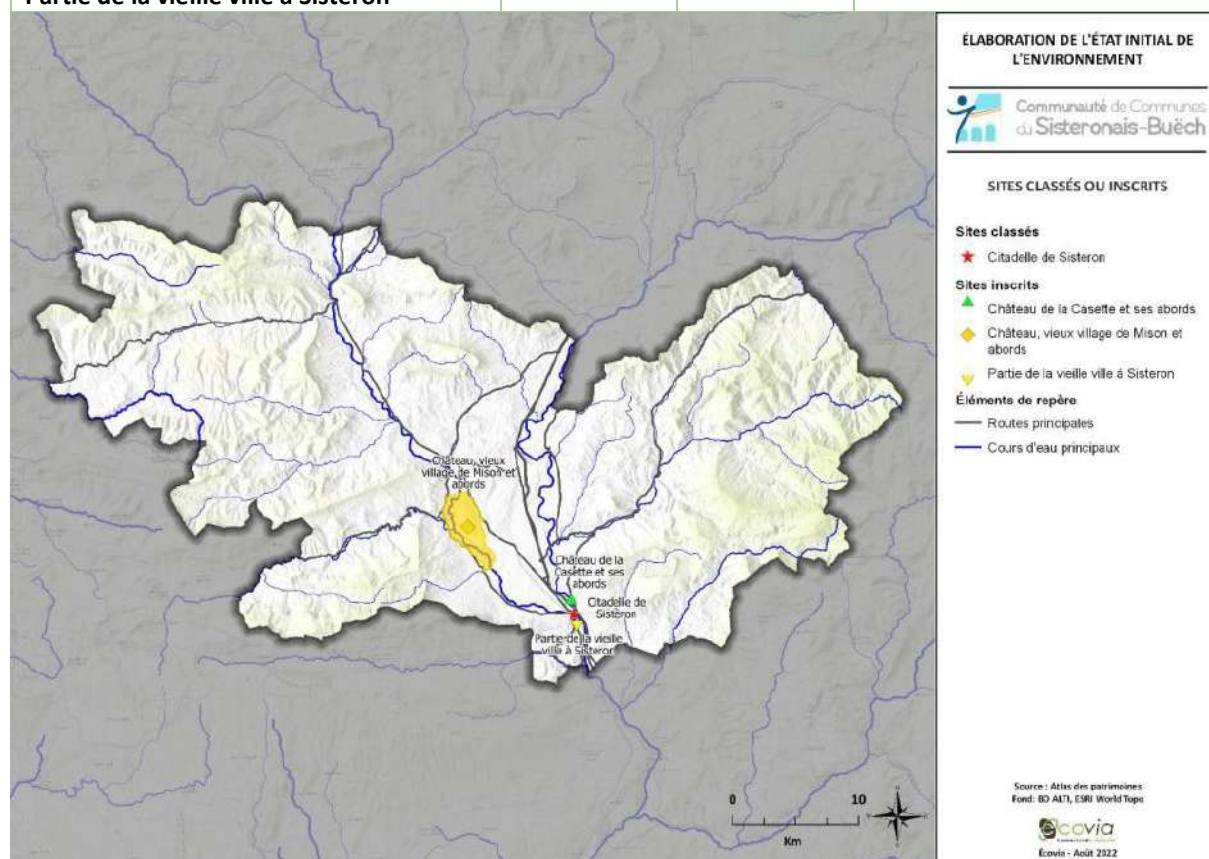 Partie de la vieille ville à Sisteron
ÉLABORATION DE L'ÉTAT INITIAL DE
L'ENVIRONNEMENT
Communauté de Communes
du Sisteronais-Buëch
SITES CLASSÉS OU INSCRITS
Sites classés
Citadelle de Sisteron
Sites inscrits
Château de la Casette et ses abords
Château, vieux village de Mison et
abords
Partie de la vieille ville à Sisteron
Éléments de repère
Routes principales
Cours d'eau principaux
Château, vieux
village de Mison et
abords
Château de la
Casette et ses
abords
Citadelle de
Sisteron
Partie de la vieille
ville à Sisteron
0 10
Km
Source : Atlas des patrimoines
Fond: BD ALTI, ESRI World Topo
écovia
Écovia - Août 2022